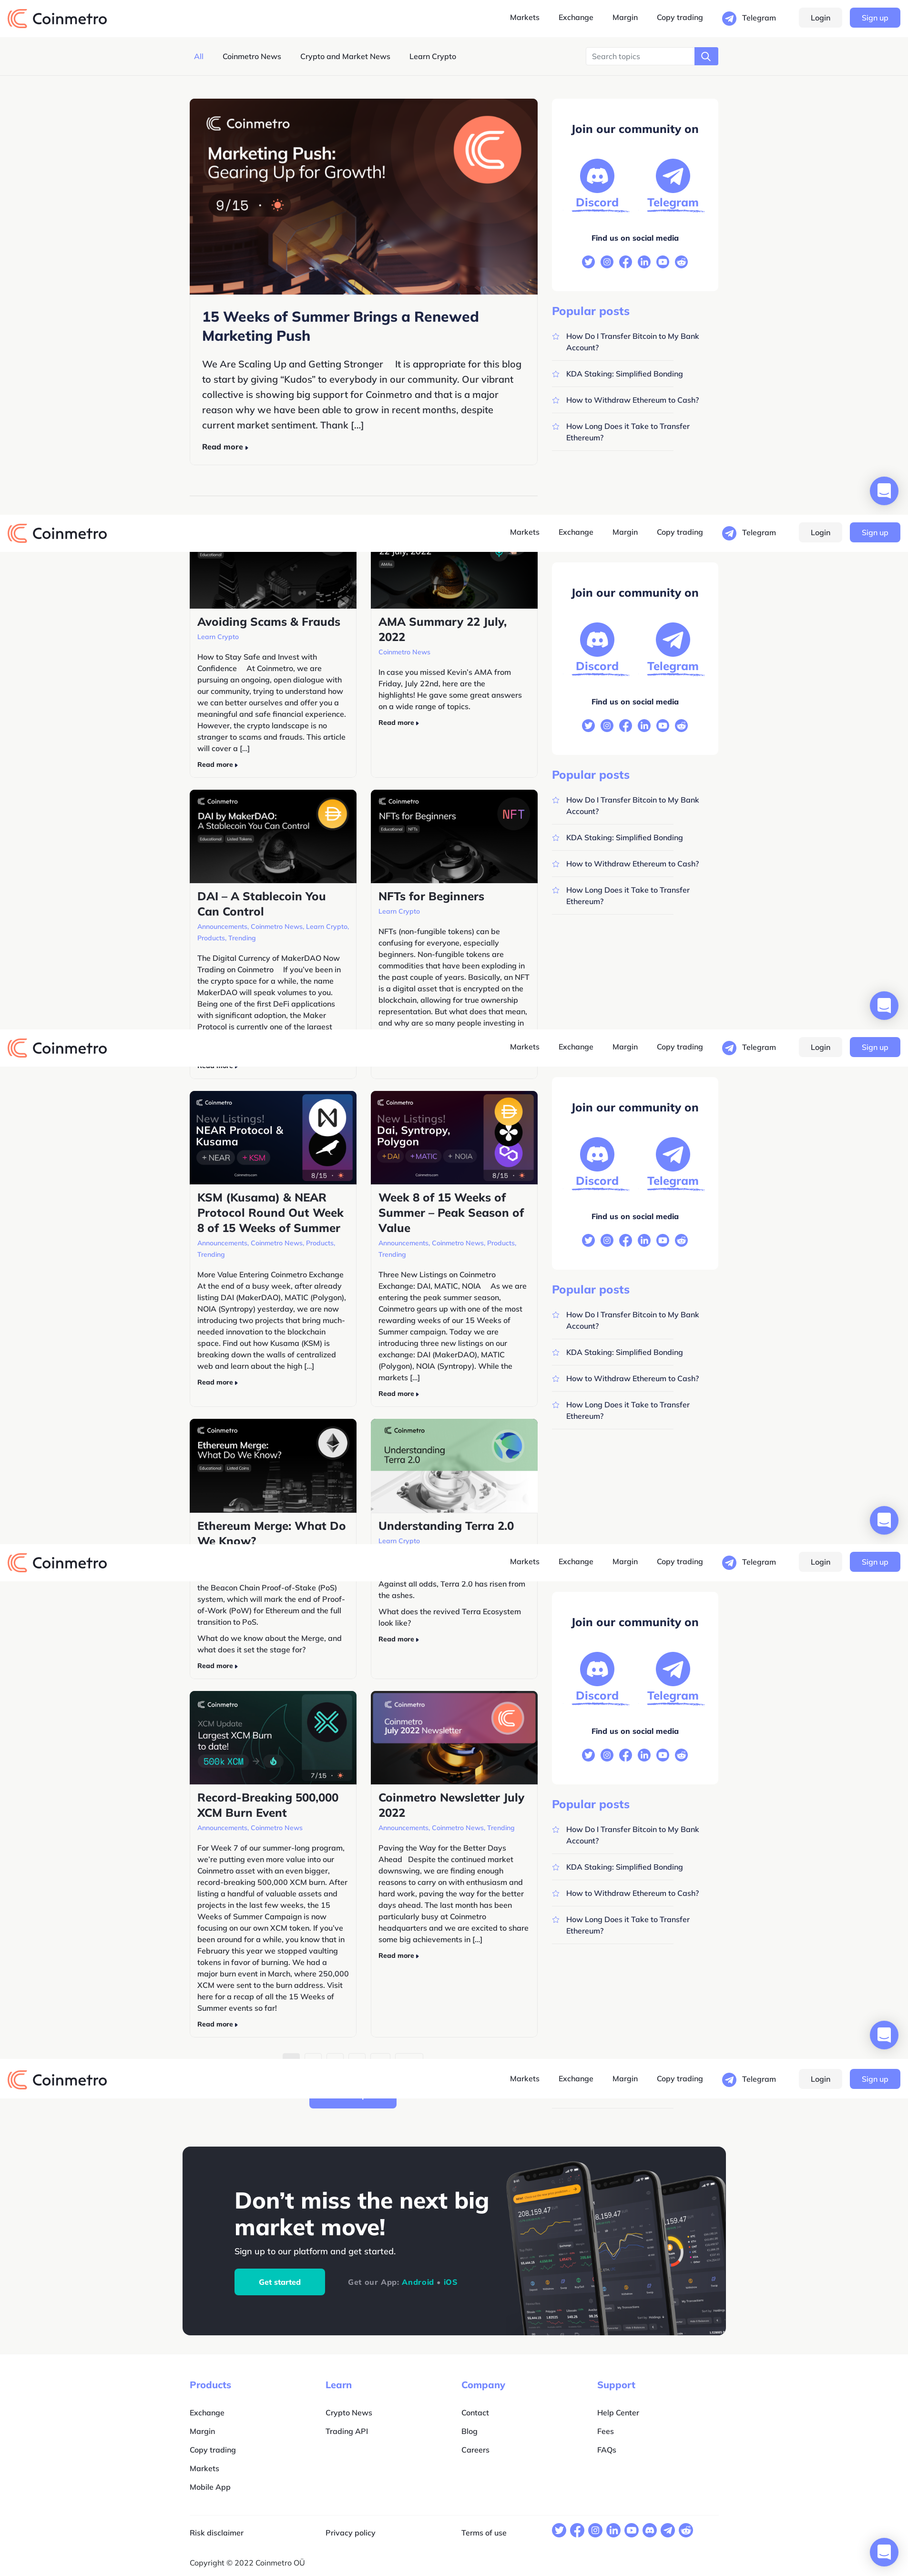 Coinmetro
Markets
Exchange
Margin
Copy trading
Telegram
Login
Sign up
All
Coinmetro News
Crypto and Market News
Learn Crypto
Search topics
Coinmetro
Marketing Push:
Gearing Up for Growth!
9/15
15 Weeks of Summer Brings a Renewed
Marketing Push
We Are Scaling Up and Getting Stronger It is appropriate for this blog
to start by giving “Kudos” to everybody in our community. Our vibrant
collective is showing big support for Coinmetro and that is a major
reason why we have been able to grow in recent months, despite
current market sentiment. Thank [...]
Read more
Join our community on
Discord
Telegram
Find us on social media
Popular posts
How Do I Transfer Bitcoin to My Bank
Account?
KDA Staking: Simplified Bonding
How to Withdraw Ethereum to Cash?
How Long Does it Take to Transfer
Ethereum?
Coinmetro
Markets
Exchange
Margin
Copy trading
Telegram
Login
Sign up
Educational
Avoiding Scams & Frauds
Learn Crypto
How to Stay Safe and Invest with
Confidence At Coinmetro, we are
pursuing an ongoing, open dialogue with
our community, trying to understand how
we can better ourselves and offer you a
meaningful and safe financial experience.
However, the crypto landscape is no
stranger to scams and frauds. This article
will cover a [...]
Read more
22 July, 2022
AMAs
AMA Summary 22 July,
2022
Coinmetro News
In case you missed Kevin’s AMA from
Friday, July 22nd, here are the
highlights! He gave some great answers
on a wide range of topics.
Read more
Join our community on
Discord
Telegram
Find us on social media
Popular posts
How Do I Transfer Bitcoin to My Bank
Account?
KDA Staking: Simplified Bonding
How to Withdraw Ethereum to Cash?
How Long Does it Take to Transfer
Ethereum?
Coinmetro
DAI by MakerDAO:
A Stablecoin You Can Control
Educational
Listed Tokens
DAI – A Stablecoin You
Can Control
Announcements, Coinmetro News, Learn Crypto,
Products, Trending
The Digital Currency of MakerDAO Now
Trading on Coinmetro If you’ve been in
the crypto space for a while, the name
MakerDAO will speak volumes to you.
Being one of the first DeFi applications
with significant adoption, the Maker
Protocol is currently one of the largest
Coinmetro
NFTs for Beginners
Educational
NFTs
NFT
NFTs for Beginners
Learn Crypto
NFTs (non-fungible tokens) can be
confusing for everyone, especially
beginners. Non-fungible tokens are
commodities that have been exploding in
the past couple of years. Basically, an NFT
is a digital asset that is encrypted on the
blockchain, allowing for true ownership
representation. But what does that mean,
and why are so many people investing in
Coinmetro
Markets
Exchange
Margin
Copy trading
Telegram
Login
Sign up
Coinmetro
New Listings!
NEAR Protocol &
Kusama
+ NEAR
+ KSM
Coinmetro.com
8/15
KSM (Kusama) & NEAR
Protocol Round Out Week
8 of 15 Weeks of Summer
Announcements, Coinmetro News, Products,
Trending
More Value Entering Coinmetro Exchange
At the end of a busy week, after already
listing DAI (MakerDAO), MATIC (Polygon),
NOIA (Syntropy) yesterday, we are now
introducing two projects that bring much-
needed innovation to the blockchain
space. Find out how Kusama (KSM) is
breaking down the walls of centralized
web and learn about the high [...]
Read more
Coinmetro
New Listings!
Dai, Syntropy,
Polygon
+DAI
+MATIC
+ NOIA
Coinmetro.com
8/15
Week 8 of 15 Weeks of
Summer – Peak Season of
Value
Announcements, Coinmetro News, Products,
Trending
Three New Listings on Coinmetro
Exchange: DAI, MATIC, NOIA As we are
entering the peak summer season,
Coinmetro gears up with one of the most
rewarding weeks of our 15 Weeks of
Summer campaign. Today we are
introducing three new listings on our
exchange: DAI (MakerDAO), MATIC
(Polygon), NOIA (Syntropy). While the
markets [...]
Read more
Join our community on
Discord
Telegram
Find us on social media
Popular posts
How Do I Transfer Bitcoin to My Bank
Account?
KDA Staking: Simplified Bonding
How to Withdraw Ethereum to Cash?
How Long Does it Take to Transfer
Ethereum?
Coinmetro
Ethereum Merge:
What Do We Know?
Educational
Listed Coins
Ethereum Merge: What Do
We Know?
Coinmetro
Understanding
Terra 2.0
Understanding Terra 2.0
Learn Crypto
Coinmetro
Markets
Exchange
Margin
Copy trading
Telegram
Login
Sign up
the Beacon Chain Proof-of-Stake (PoS)
system, which will mark the end of Proof-
of-Work (PoW) for Ethereum and the full
transition to PoS.
What do we know about the Merge, and
what does it set the stage for?
Read more
Against all odds, Terra 2.0 has risen from
the ashes.
What does the revived Terra Ecosystem
look like?
Read more
Join our community on
Discord
Telegram
Find us on social media
Popular posts
How Do I Transfer Bitcoin to My Bank
Account?
KDA Staking: Simplified Bonding
How to Withdraw Ethereum to Cash?
How Long Does it Take to Transfer
Ethereum?
Coinmetro
XCM Update
Largest XCM Burn
to date!
500k XCM
7/15
Record-Breaking 500,000
XCM Burn Event
Announcements, Coinmetro News
For Week 7 of our summer-long program,
we’re putting even more value into our
Coinmetro asset with an even bigger,
record-breaking 500,000 XCM burn. After
listing a handful of valuable assets and
projects in the last few weeks, the 15
Weeks of Summer Campaign is now
focusing on our own XCM token. If you’ve
been around for a while, you know that in
February this year we stopped vaulting
tokens in favor of burning. We had a
major burn event in March, where 250,000
XCM were sent to the burn address. Visit
here for a recap of all the 15 Weeks of
Summer events so far!
Read more
Coinmetro
Coinmetro
July 2022 Newsletter
Coinmetro Newsletter July
2022
Announcements, Coinmetro News, Trending
Paving the Way for the Better Days
Ahead Despite the continued market
downswing, we are finding enough
reasons to carry on with enthusiasm and
hard work, paving the way for the better
days ahead. The last month has been
particularly busy at Coinmetro
headquarters and we are excited to share
some big achievements in [...]
Read more
Coinmetro
Markets
Exchange
Margin
Copy trading
Telegram
Login
Sign up
Don’t miss the next big
market move!
Sign up to our platform and get started.
Get started
Get our App: Android • iOS
208,159.47
Products
Exchange
Margin
Copy trading
Markets
Mobile App
Learn
Crypto News
Trading API
Company
Contact
Blog
Careers
Support
Help Center
Fees
FAQs
Risk disclaimer
Privacy policy
Terms of use
Copyright © 2022 Coinmetro OÜ